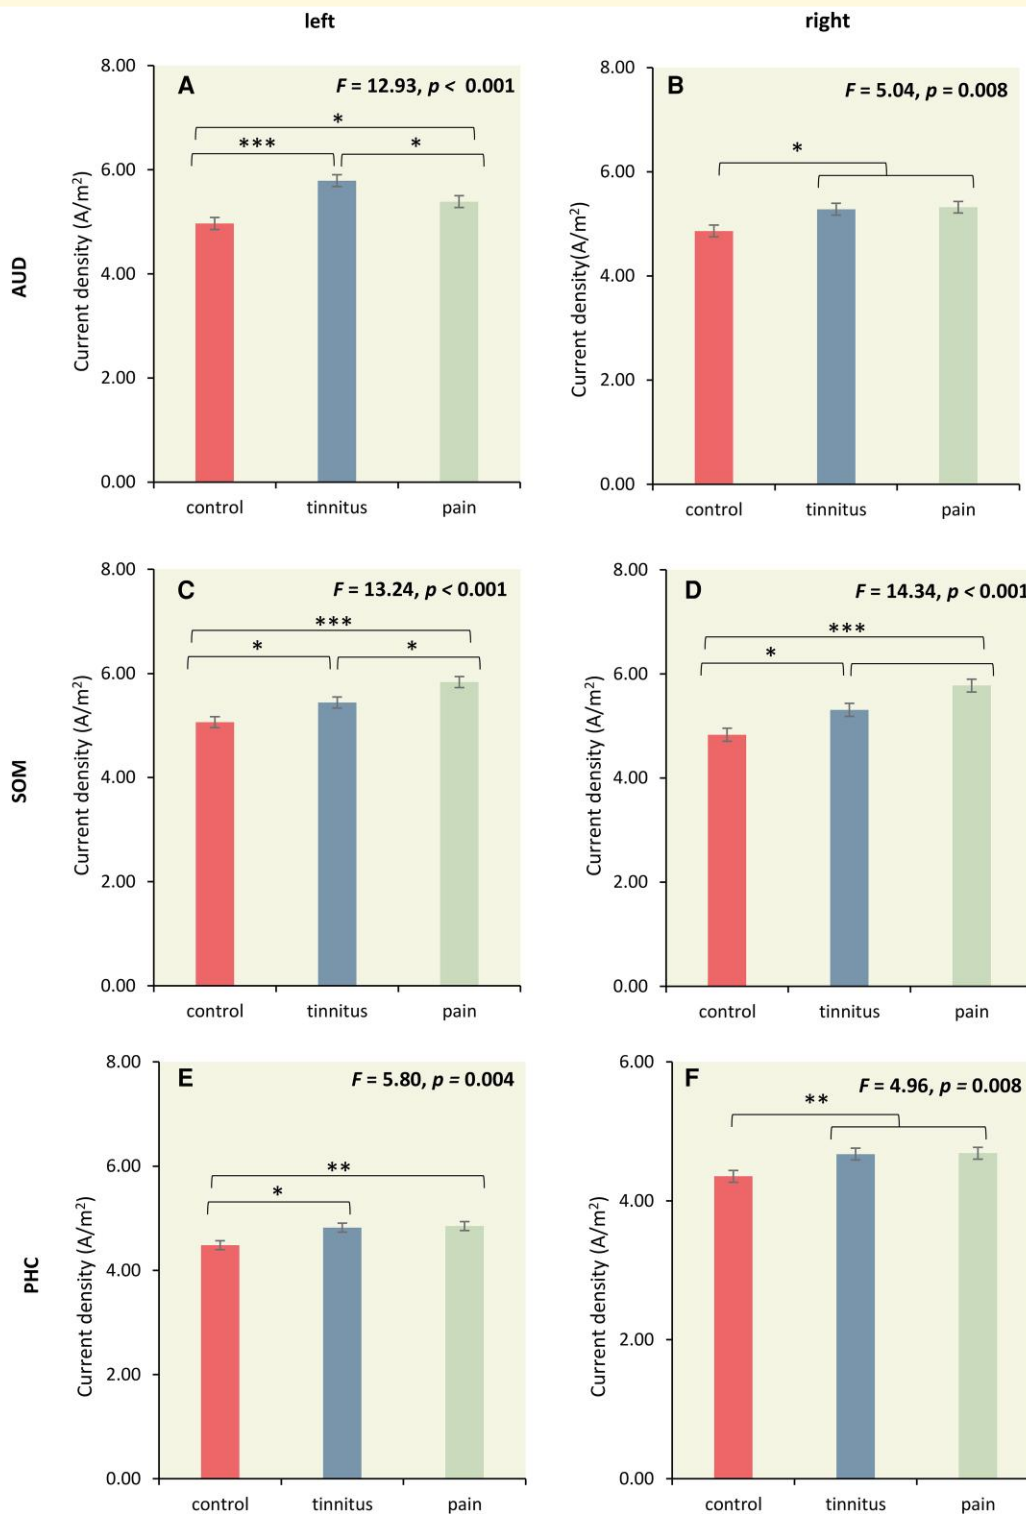 left
right
AUD
A
F = 12.93, p < 0.001
*
***
*
8.00
6.00
4.00
2.00
0.00
Current density (A/m²)
control
tinnitus
pain
B
F = 5.04, p = 0.008
*
8.00
6.00
4.00
2.00
0.00
Current density(A/m²)
control
tinnitus
pain
SOM
C
F = 13.24, p < 0.001
***
*
*
8.00
6.00
4.00
2.00
0.00
Current density (A/m²)
control
tinnitus
pain
D
F = 14.34, p < 0.001
***
*
8.00
6.00
4.00
2.00
0.00
Current density (A/m²)
control
tinnitus
pain
PHC
E
F = 5.80, p = 0.004
**
*
8.00
6.00
4.00
2.00
0.00
Current density (A/m²)
control
tinnitus
pain
F
F = 4.96, p = 0.008
**
6.00
4.00
2.00
0.00
Current density (A/m²)
control
tinnitus
pain